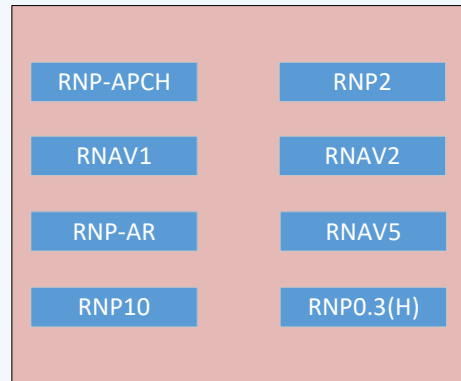 RNP-APCH
RNP2
RNAV1
RNAV2
RNP-AR
RNAV5
RNP10
RNP0.3(H)